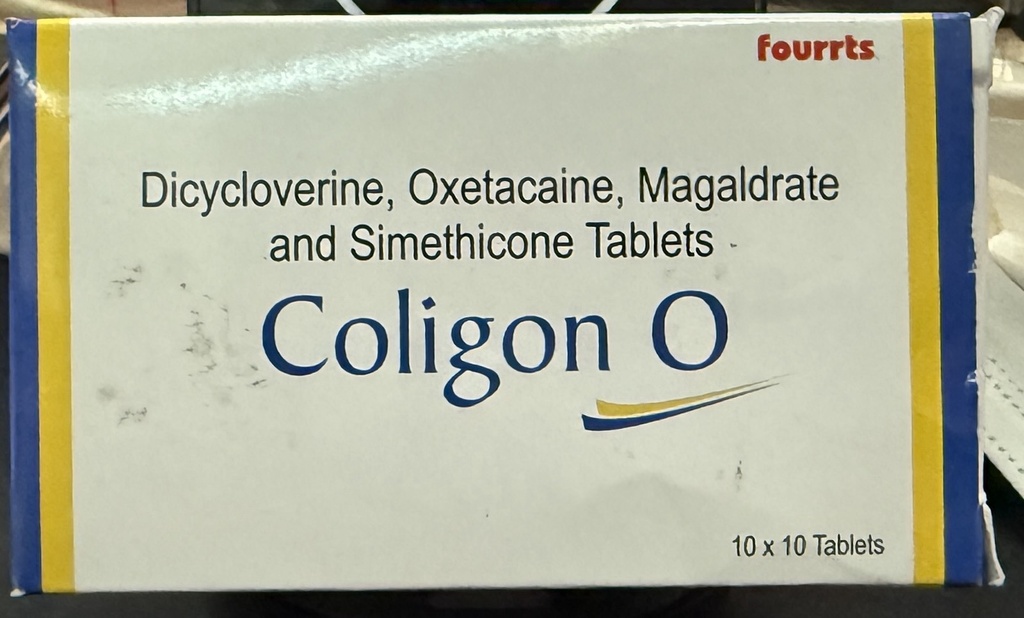 fourrts
Dicycloverine, Oxetacaine, Magaldrate
and Simethicone Tablets
Coligon O
10 x 10 Tablets